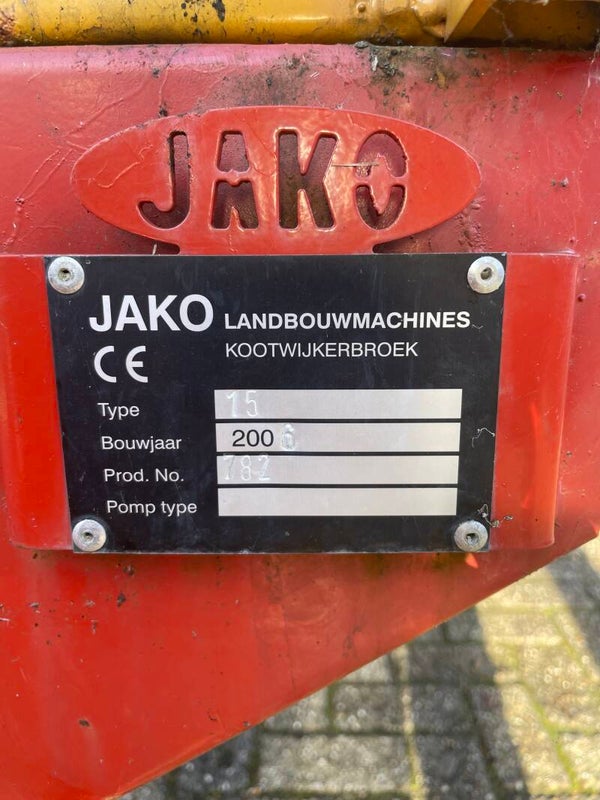 JAKO
JAKO LANDBOUWMACHINES
KOOTWIJKERBROEK
CE
Type 15
Bouwjaar 2006
Prod. No. 782
Pomp type